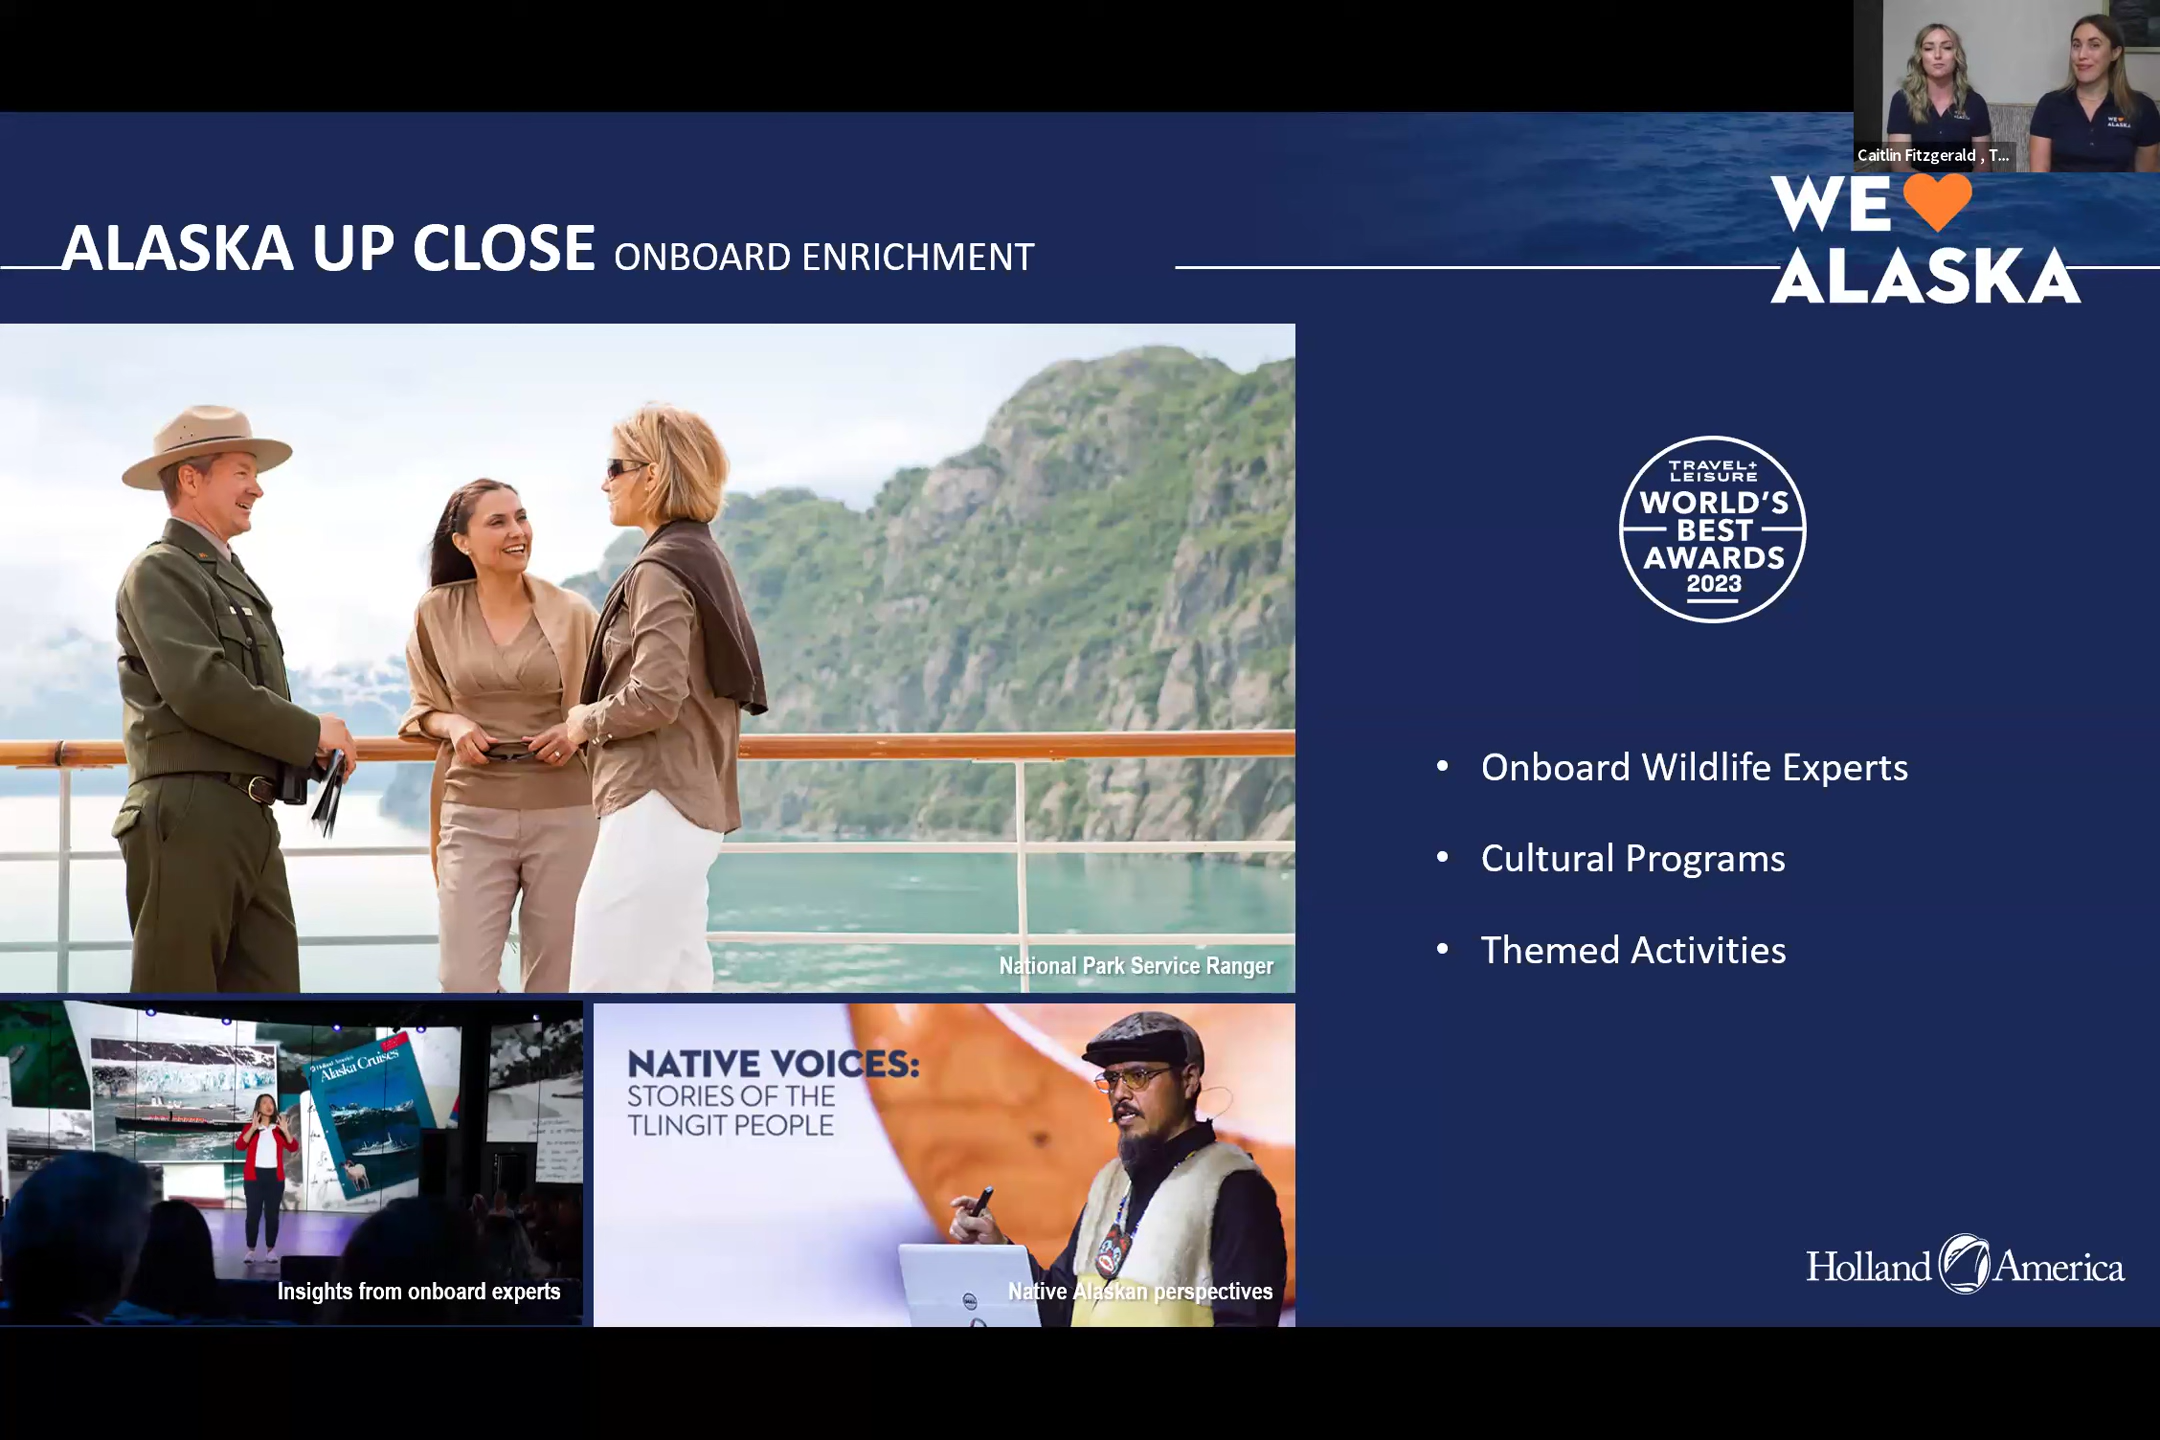 Caitlin Fitzgerald , T...
WE
ALASKA
ALASKA UP CLOSE ONBOARD ENRICHMENT
TRAVEL+
LEISURE
WORLD'S
BEST
AWARDS
2023
• Onboard Wildlife Experts
• Cultural Programs
• Themed Activities
National Park Service Ranger
Alaska Cruises
Insights from onboard experts
NATIVE VOICES:
STORIES OF THE
TLINGIT PEOPLE
DELL
Native Alaskan perspectives
Holland America